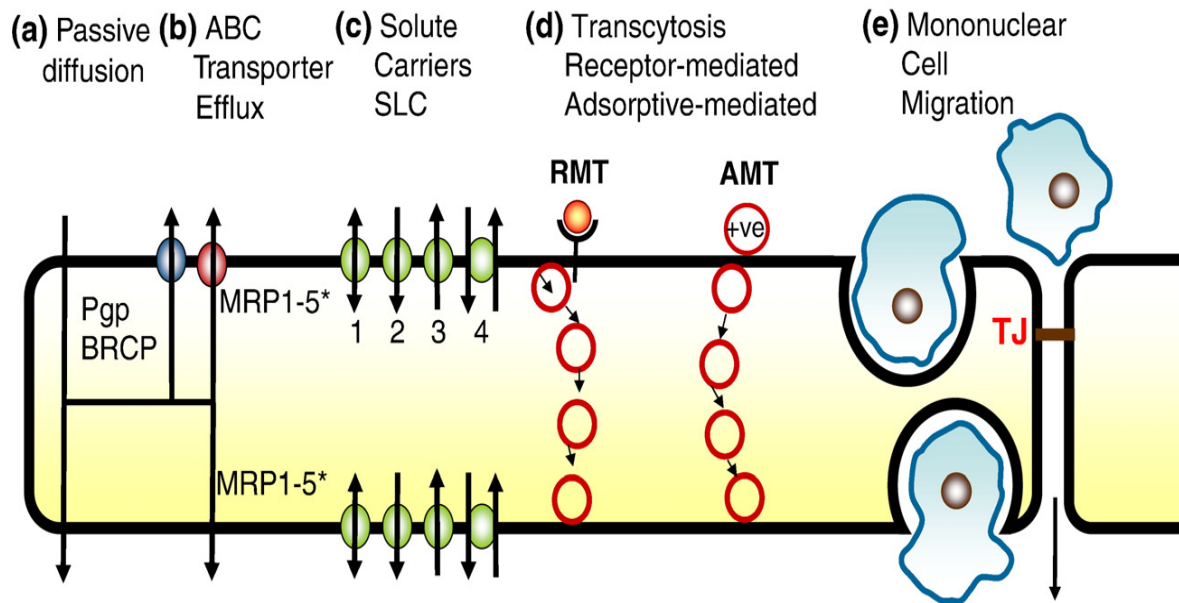 (a) Passive
diffusion
(b) ABC
Transporter
Efflux
(c) Solute
Carriers
SLC
(d) Transcytosis
Receptor-mediated
Adsorptive-mediated
(e) Mononuclear
Cell
Migration
RMT
AMT
+ve
Pgp
BRCP
MRP1-5*
1 2 3 4
TJ
MRP1-5*